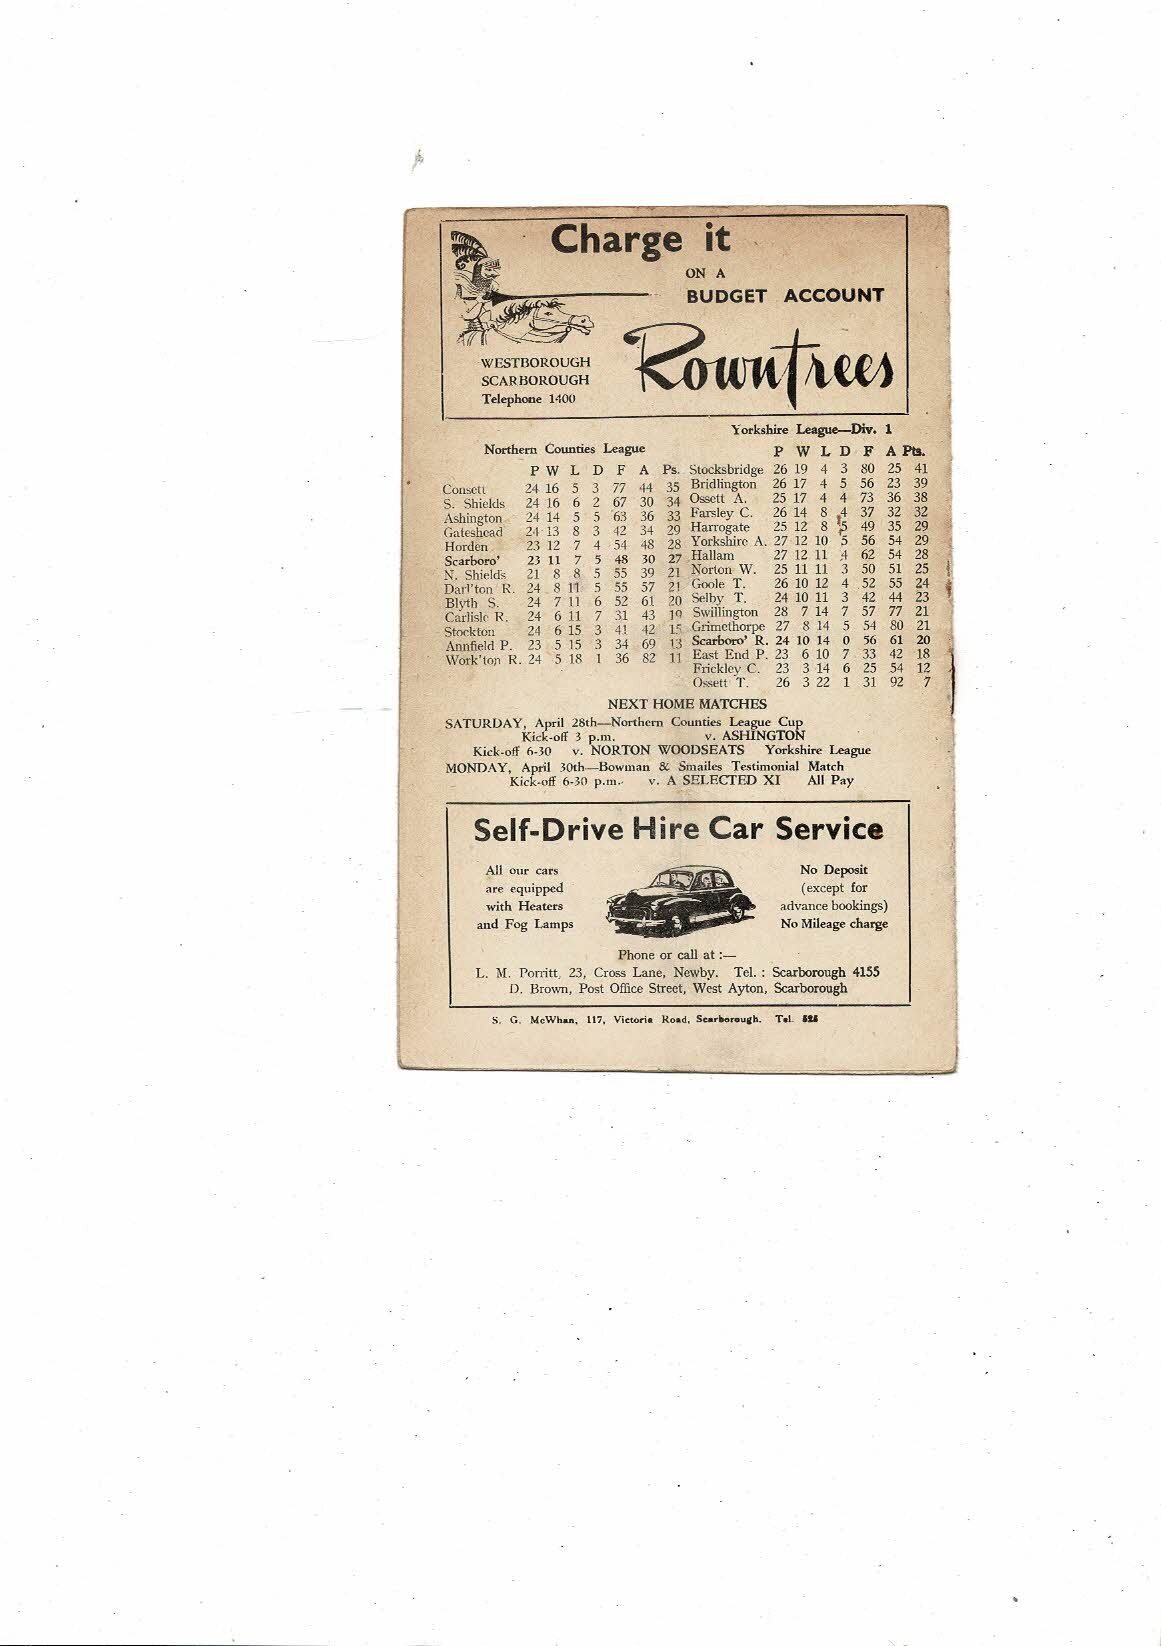 Charge it
ON A
BUDGET ACCOUNT
Rowntrees
WESTBOROUGH
SCARBOROUGH
Telephone 1400
Northern Counties League
P W L D F A Ps.
Consett 24 16 5 3 77 44 35
S. Shields 24 16 6 2 67 30 34
Ashington 24 14 5 5 63 36 33
Gateshead 24 13 8 3 42 34 29
Horden 23 12 7 4 54 48 28
Scarboro' 23 11 7 5 48 30 27
N. Shields 21 8 8 5 55 39 21
Darl'ton R. 24 8 11 5 55 57 21
Blyth S. 24 7 11 6 52 61 20
Carlisle R. 24 6 11 7 31 43 19
Stockton 24 6 15 3 41 42 15
Annfield P. 23 5 15 3 34 69 13
Work'ton R. 24 5 18 1 36 82 11
Yorkshire League—Div. 1
P W L D F A Pts.
Stocksbridge 26 19 4 3 80 25 41
Bridlington 26 17 4 5 56 23 39
Ossett A. 25 17 4 4 73 36 38
Farsley C. 26 14 8 4 37 32 32
Harrogate 25 12 8 5 49 35 29
Yorkshire A. 27 12 10 5 56 54 29
Hallam 27 12 11 4 62 54 28
Norton W. 25 11 11 3 50 51 25
Goole T. 26 10 12 4 52 55 24
Selby T. 24 10 11 3 42 44 23
Swillington 28 7 14 7 57 77 21
Grimethorpe 27 8 14 5 54 80 21
Scarboro' R. 24 10 14 0 56 61 20
East End P. 23 6 10 7 33 42 18
Frickley C. 23 3 14 6 25 54 12
Ossett T. 26 3 22 1 31 92 7
NEXT HOME MATCHES
SATURDAY, April 28th—Northern Counties League Cup
Kick-off 3 p.m. v. ASHINGTON
Kick-off 6-30 v. NORTON WOODSEATS Yorkshire League
MONDAY, April 30th—Bowman & Smailes Testimonial Match
Kick-off 6-30 p.m. v. A SELECTED XI All Pay
Self-Drive Hire Car Service
All our cars
are equipped
with Heaters
and Fog Lamps
No Deposit
(except for
advance bookings)
No Mileage charge
Phone or call at :—
L. M. Porritt, 23, Cross Lane, Newby. Tel. : Scarborough 4155
D. Brown, Post Office Street, West Ayton, Scarborough
S. G. McWhan, 117, Victoria Road, Scarborough. Tel. 525